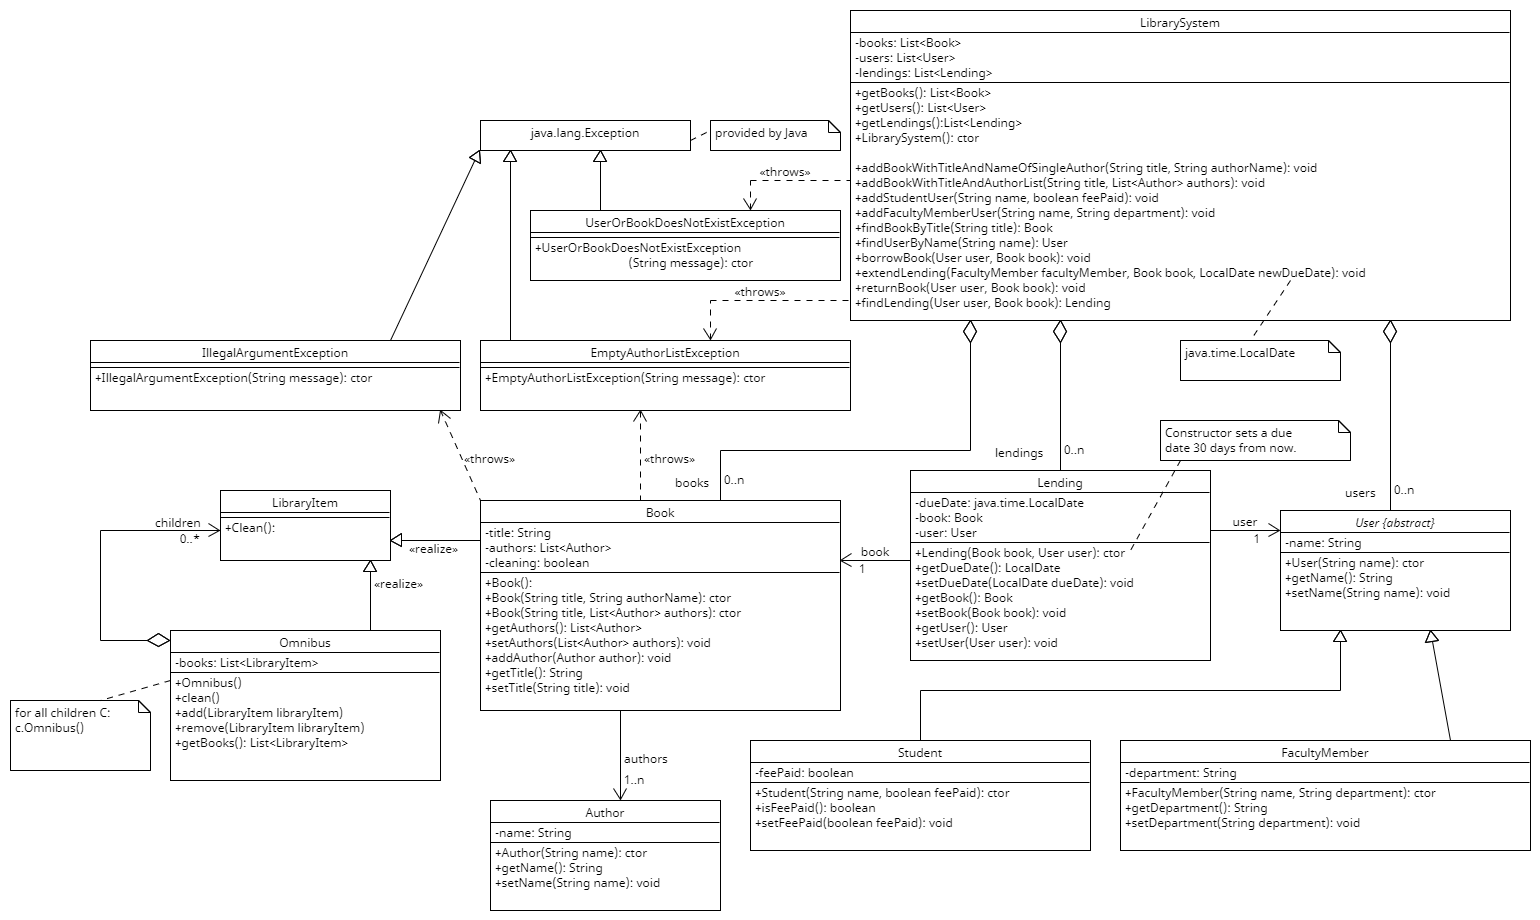 LibrarySystem
-books: List<Book>
-users: List<User>
-lendings: List<Lending>
+getBooks(): List<Book>
+getUsers(): List<User>
+getLendings():List<Lending>
+LibrarySystem(): ctor
+addBookWithTitleAndNameOfSingleAuthor(String title, String authorName): void
+addBookWithTitleAndAuthorList(String title, List<Author> authors): void
+addStudentUser(String name, boolean feePaid): void
+addFacultyMemberUser(String name, String department): void
+findBookByTitle(String title): Book
+findUserByName(String name): User
+borrowBook(User user, Book book): void
+extendLending(FacultyMember facultyMember, Book book, LocalDate newDueDate): void
+returnBook(User user, Book book): void
+findLending(User user, Book book): Lending
java.lang.Exception
provided by Java
«throws»
UserOrBookDoesNotExistException
+UserOrBookDoesNotExistException
(String message): ctor
«throws»
IllegalArgumentException
+IllegalArgumentException(String message): ctor
EmptyAuthorListException
+EmptyAuthorListException(String message): ctor
java.time.LocalDate
Constructor sets a due
date 30 days from now.
«throws»
«throws»
books
0..n
lendings
0..n
users
0..n
LibraryItem
+Clean():
children
0..*
«realize»
«realize»
Book
-title: String
-authors: List<Author>
-cleaning: boolean
+Book():
+Book(String title, String authorName): ctor
+Book(String title, List<Author> authors): ctor
+getAuthors(): List<Author>
+setAuthors(List<Author> authors): void
+addAuthor(Author author): void
+getTitle(): String
+setTitle(String title): void
book
1
Lending
-dueDate: java.time.LocalDate
-book: Book
-user: User
+Lending(Book book, User user): ctor
+getDueDate(): LocalDate
+setDueDate(LocalDate dueDate): void
+getBook(): Book
+setBook(Book book): void
+getUser(): User
+setUser(User user): void
user
1
User {abstract}
-name: String
+User(String name): ctor
+getName(): String
+setName(String name): void
Omnibus
-books: List<LibraryItem>
+Omnibus()
+clean()
+add(LibraryItem libraryItem)
+remove(LibraryItem libraryItem)
+getBooks(): List<LibraryItem>
for all children C:
c.Omnibus()
authors
1..n
Author
-name: String
+Author(String name): ctor
+getName(): String
+setName(String name): void
Student
-feePaid: boolean
+Student(String name, boolean feePaid): ctor
+isFeePaid(): boolean
+setFeePaid(boolean feePaid): void
FacultyMember
-department: String
+FacultyMember(String name, String department): ctor
+getDepartment(): String
+setDepartment(String department): void